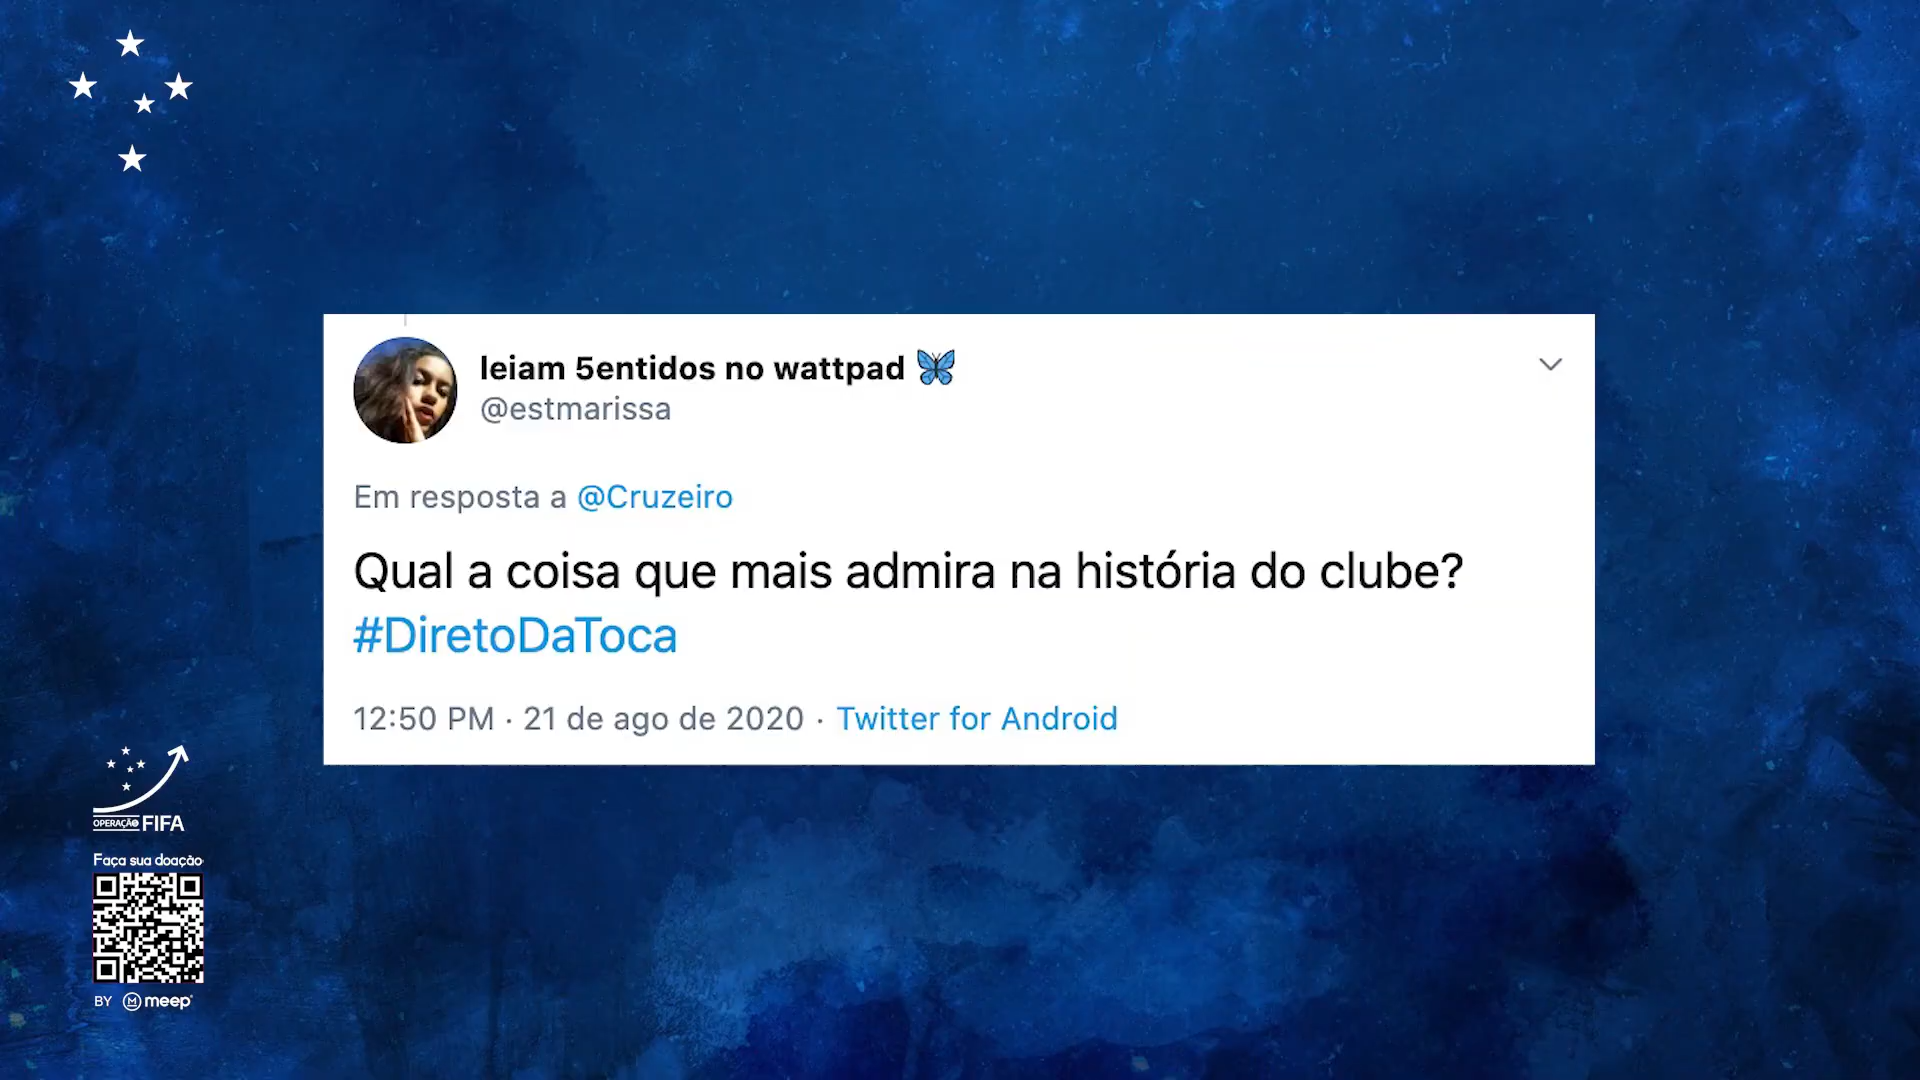 leiam 5entidos no wattpad 🦋
@estmarissa
Em resposta a @Cruzeiro
Qual a coisa que mais admira na história do clube?
#DiretoDaToca
12:50 PM · 21 de ago de 2020 · Twitter for Android
OPERAÇÃO FIFA
Faça sua doação
BY meep